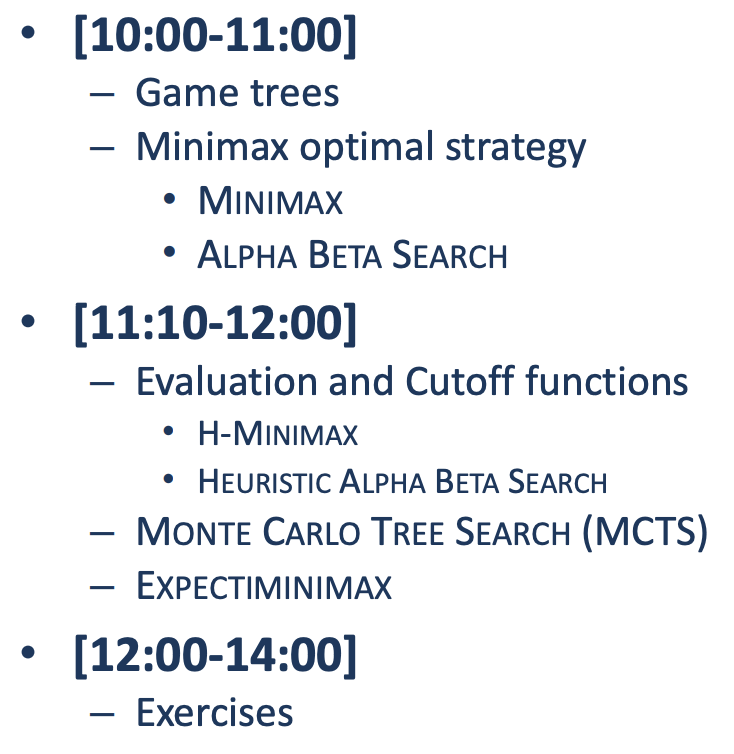 • [10:00-11:00]
– Game trees
– Minimax optimal strategy
• MINIMAX
• ALPHA BETA SEARCH
• [11:10-12:00]
– Evaluation and Cutoff functions
• H-MINIMAX
• HEURISTIC ALPHA BETA SEARCH
– MONTE CARLO TREE SEARCH (MCTS)
– EXPECTIMINIMAX
• [12:00-14:00]
– Exercises